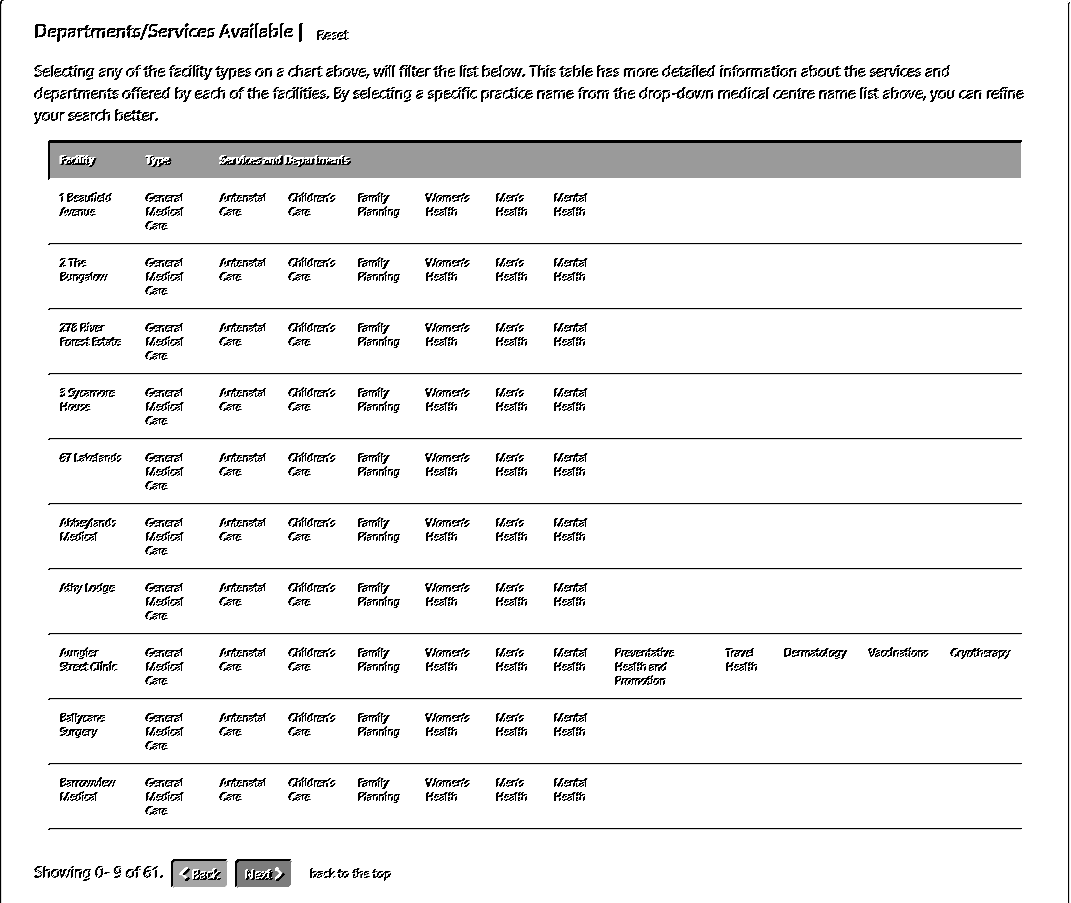 Departments/Services Available | Reset
Selecting any of the facility types on a chart above, will filter the list below. This table has more detailed information about the services and
departments offered by each of the facilities. By selecting a specific practice name from the drop-down medical centre name list above, you can refine
your search better.
Facility Type Services and Departments
1 Beaufield General Antenatal Children's Family Women's Men's Mental
Avenue Medical Care Care Planning Health Health Health
Care
2 The General Antenatal Children's Family Women's Men's Mental
Bungalow Medical Care Care Planning Health Health Health
Care
278 River General Antenatal Children's Family Women's Men's Mental
Forest Estate Medical Care Care Planning Health Health Health
Care
3 Sycamore General Antenatal Children's Family Women's Men's Mental
House Medical Care Care Planning Health Health Health
Care
67 Lakelands General Antenatal Children's Family Women's Men's Mental
Medical Care Care Planning Health Health Health
Care
Abbeylands General Antenatal Children's Family Women's Men's Mental
Medical Medical Care Care Planning Health Health Health
Care
Athy Lodge General Antenatal Children's Family Women's Men's Mental
Medical Care Care Planning Health Health Health
Care
Aungier General Antenatal Children's Family Women's Men's Mental Preventative Travel Dermatology Vaccinations Cryotherapy
Street Clinic Medical Care Care Planning Health Health Health Health and Health
Care Promotion
Ballycane General Antenatal Children's Family Women's Men's Mental
Surgery Medical Care Care Planning Health Health Health
Care
Barrowview General Antenatal Children's Family Women's Men's Mental
Medical Medical Care Care Planning Health Health Health
Care
Showing 0- 9 of 61. Back Next back to the top